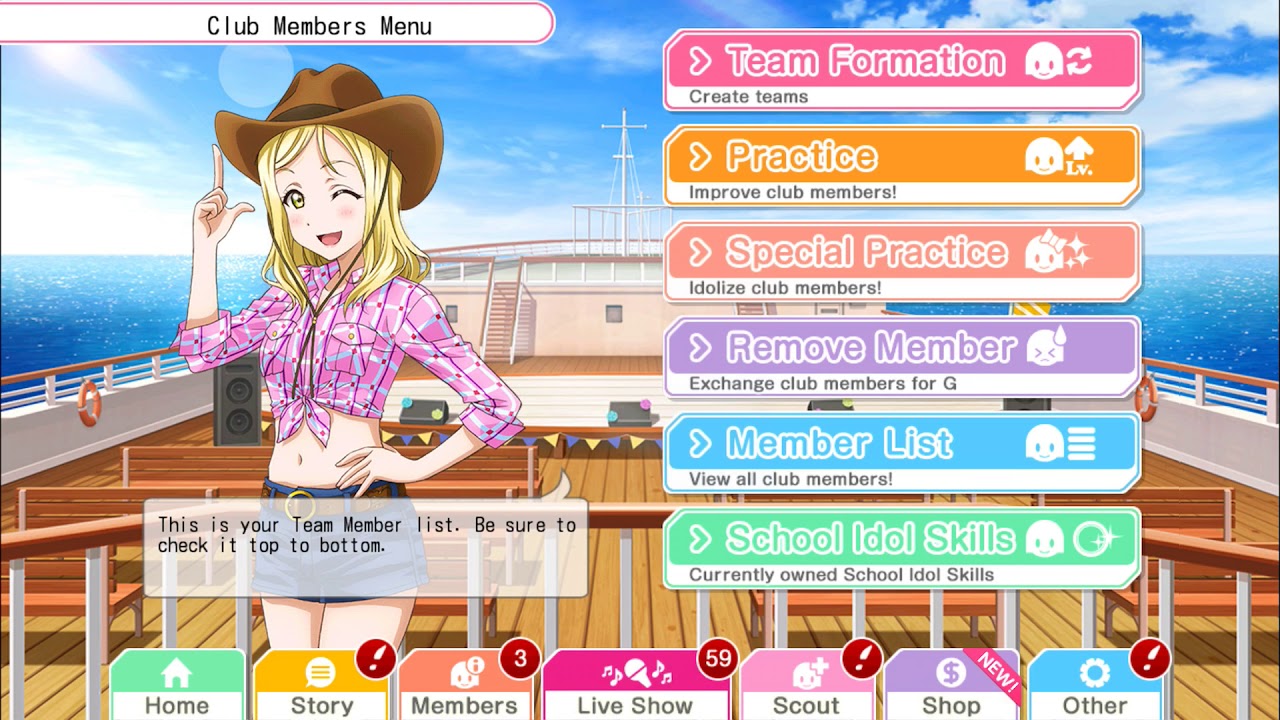 Club Members Menu
Team Formation
Create teams
Practice
Lv.
Improve club members!
Special Practice
Idolize club members!
Remove Member
Exchange club members for G
Member List
View all club members!
School Idol Skills
Currently owned School Idol Skills
This is your Team Member list. Be sure to
check it top to bottom.
Home
!
Story
3
Members
59
Live Show
!
Scout
NEW!
$
Shop
!
Other